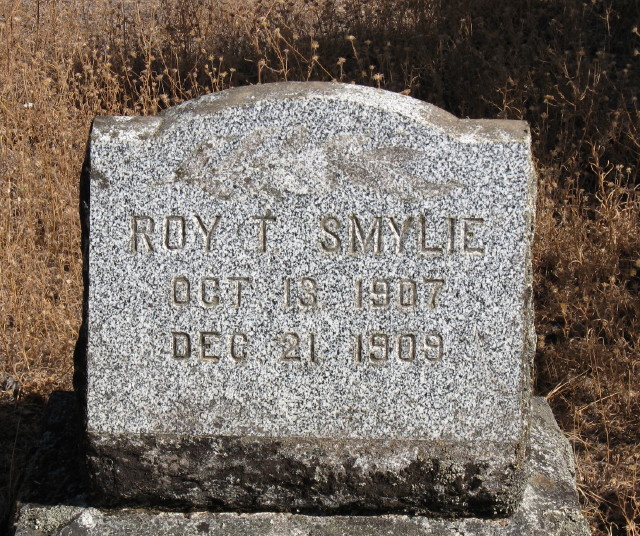 ROY T SMYLIE
OCT 13 1907
DEC 21 1909